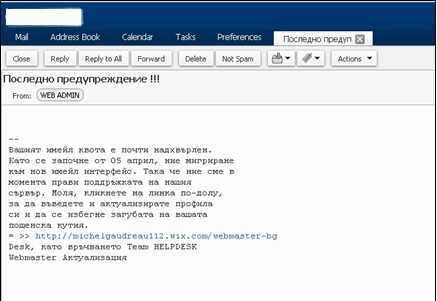 Mail Address Book Calendar Tasks Preferences Последно предуп
Close Reply Reply to All Forward Delete Not Spam Actions
Последно предупреждение !!!
From: WEB ADMIN
--
Вашият имейл квота е почти надхвърлен.
Като се започне от 05 април, ние мигриране
към нов имейл интерфейс. Така че ние сме в
момента прави поддръжката на нашия
сървър. Моля, кликнете на линка по-долу,
за да въведете и актуализирате профила
си и да се избегне загубата на вашата
пощенска кутия.
= >> http://michelgaudreau112.wix.com/webmaster-bg
Desk, като връчването Team HELPDESK
Webmaster Актуализация